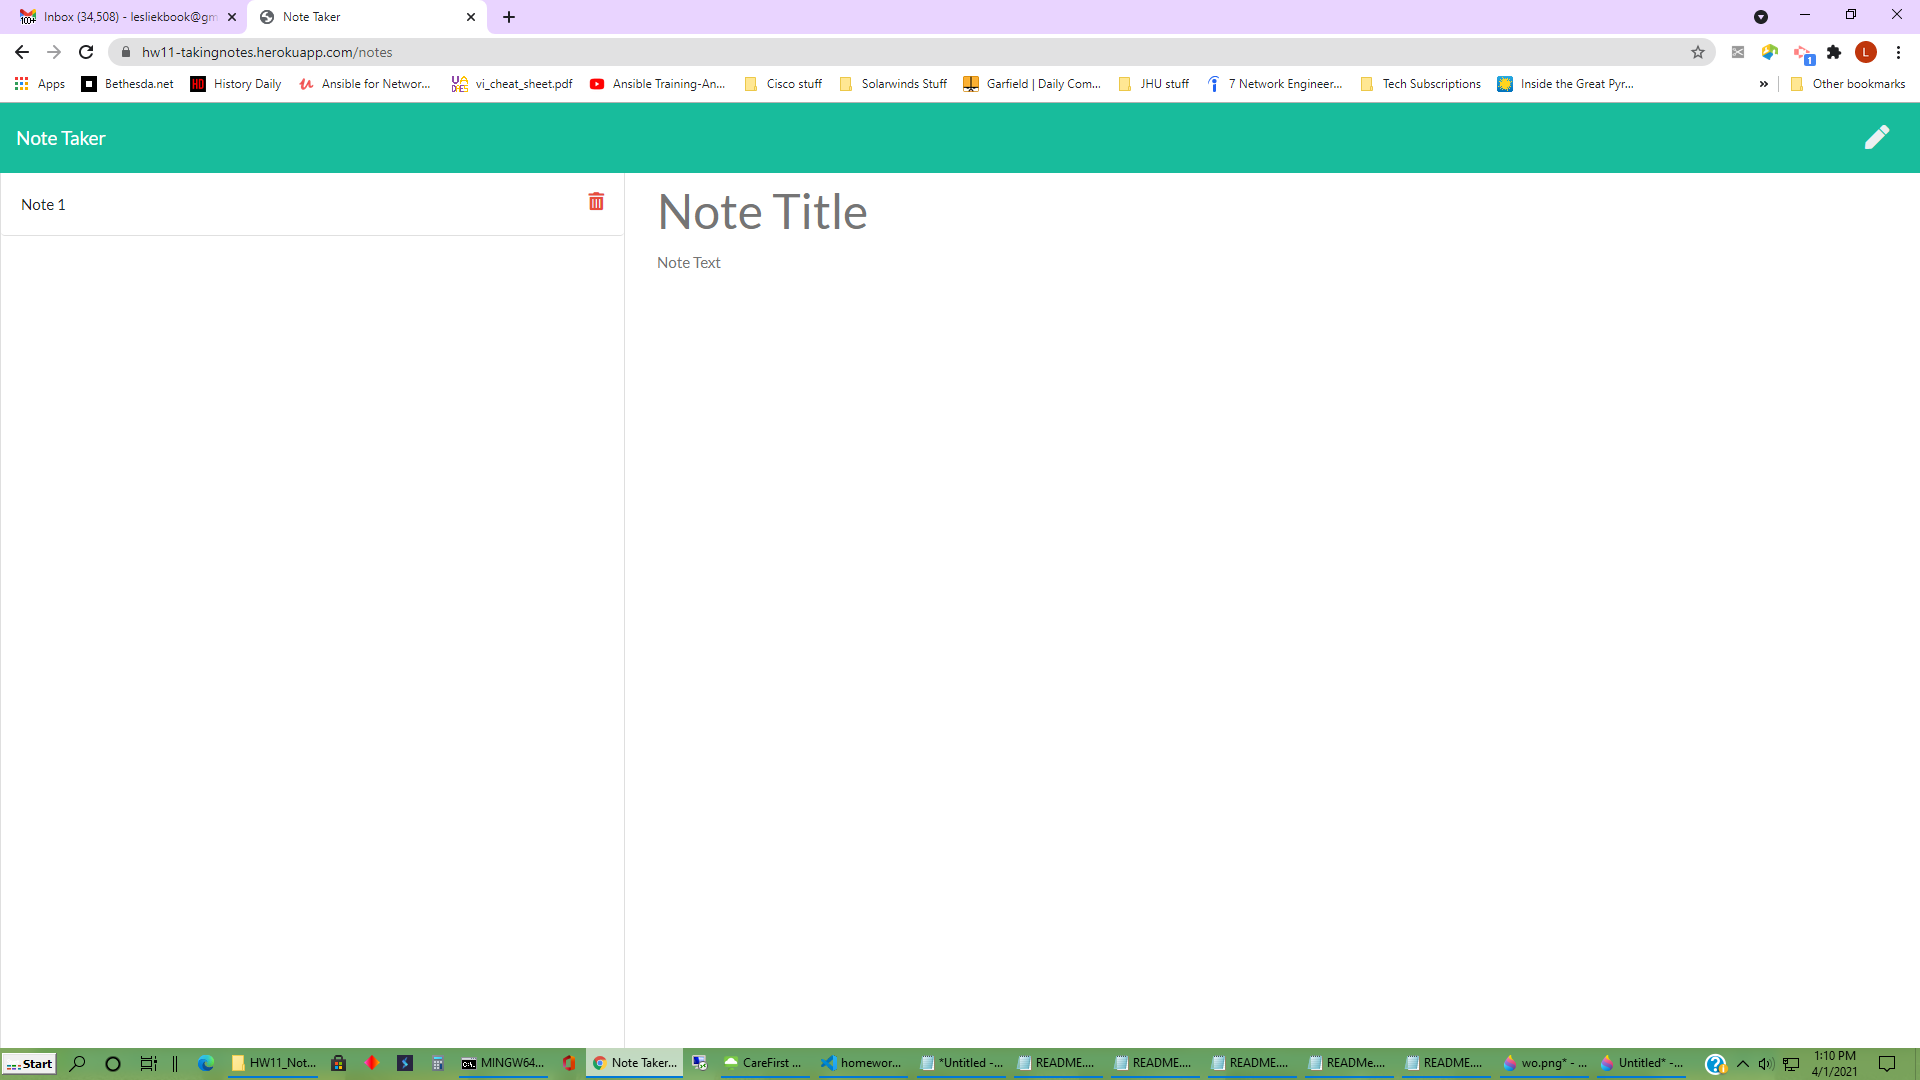 Inbox (34,508) - lesliekbook@gm
Note Taker
hw11-takingnotes.herokuapp.com/notes
Apps
Bethesda.net
History Daily
Ansible for Networ...
vi_cheat_sheet.pdf
Ansible Training-An...
Cisco stuff
Solarwinds Stuff
Garfield | Daily Com...
JHU stuff
7 Network Engineer...
Tech Subscriptions
Inside the Great Pyr...
Other bookmarks
Note Taker
Note 1
Note Title
Note Text
Start
HW11_Not...
MINGW64...
Note Taker...
CareFirst ...
homewor...
*Untitled -...
README....
README....
README....
READMe....
README....
wo.png* - ...
Untitled* -...
1:10 PM
4/1/2021